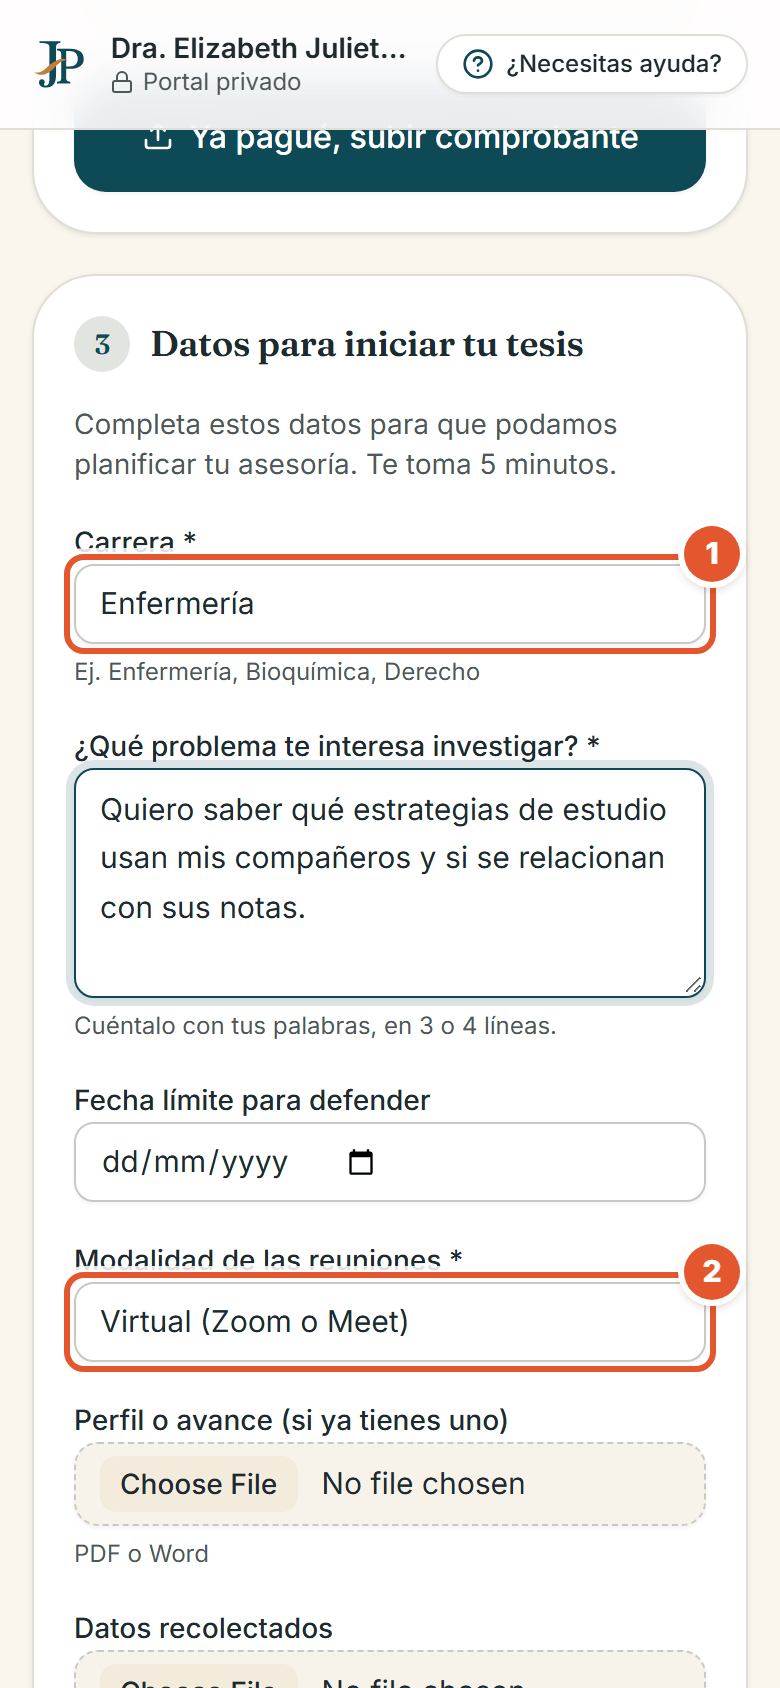 JP
Dra. Elizabeth Juliet...
Portal privado
¿Necesitas ayuda?
Ya pagué, subir comprobante
3
Datos para iniciar tu tesis
Completa estos datos para que podamos
planificar tu asesoría. Te toma 5 minutos.
Carrera *
1
Enfermería
Ej. Enfermería, Bioquímica, Derecho
¿Qué problema te interesa investigar? *
Quiero saber qué estrategias de estudio
usan mis compañeros y si se relacionan
con sus notas.
Cuéntalo con tus palabras, en 3 o 4 líneas.
Fecha límite para defender
dd/mm/yyyy
Modalidad de las reuniones *
2
Virtual (Zoom o Meet)
Perfil o avance (si ya tienes uno)
Choose File No file chosen
PDF o Word
Datos recolectados
Choose File No file chosen